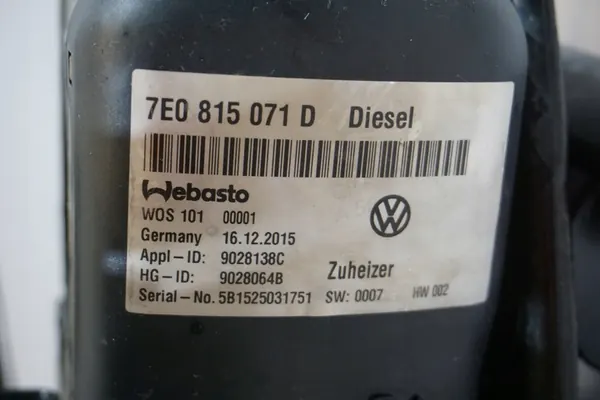 7E0 815 071 D Diesel
Webasto
WOS 101 00001
Germany 16.12.2015
Appl-ID: 9028138C
HG-ID: 9028064B Zuheizer
Serial-No. 5B1525031751 SW: 0007 HW 002